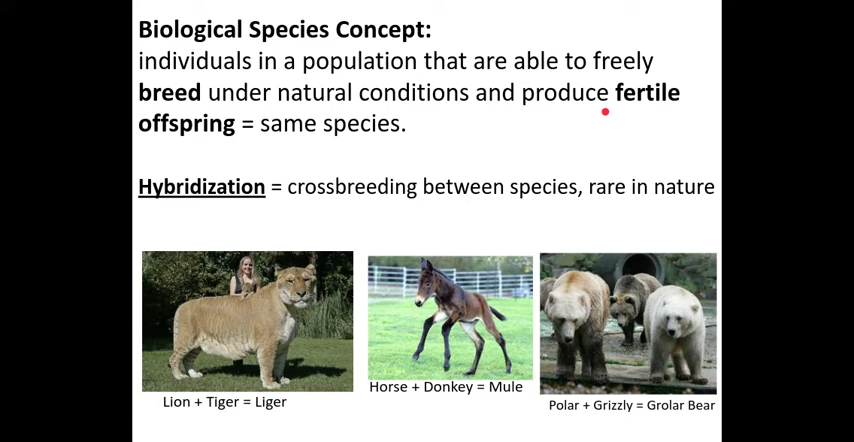 Biological Species Concept:
individuals in a population that are able to freely
breed under natural conditions and produce fertile
offspring = same species.
Hybridization = crossbreeding between species, rare in nature
Lion + Tiger = Liger
Horse + Donkey = Mule
Polar + Grizzly = Grolar Bear